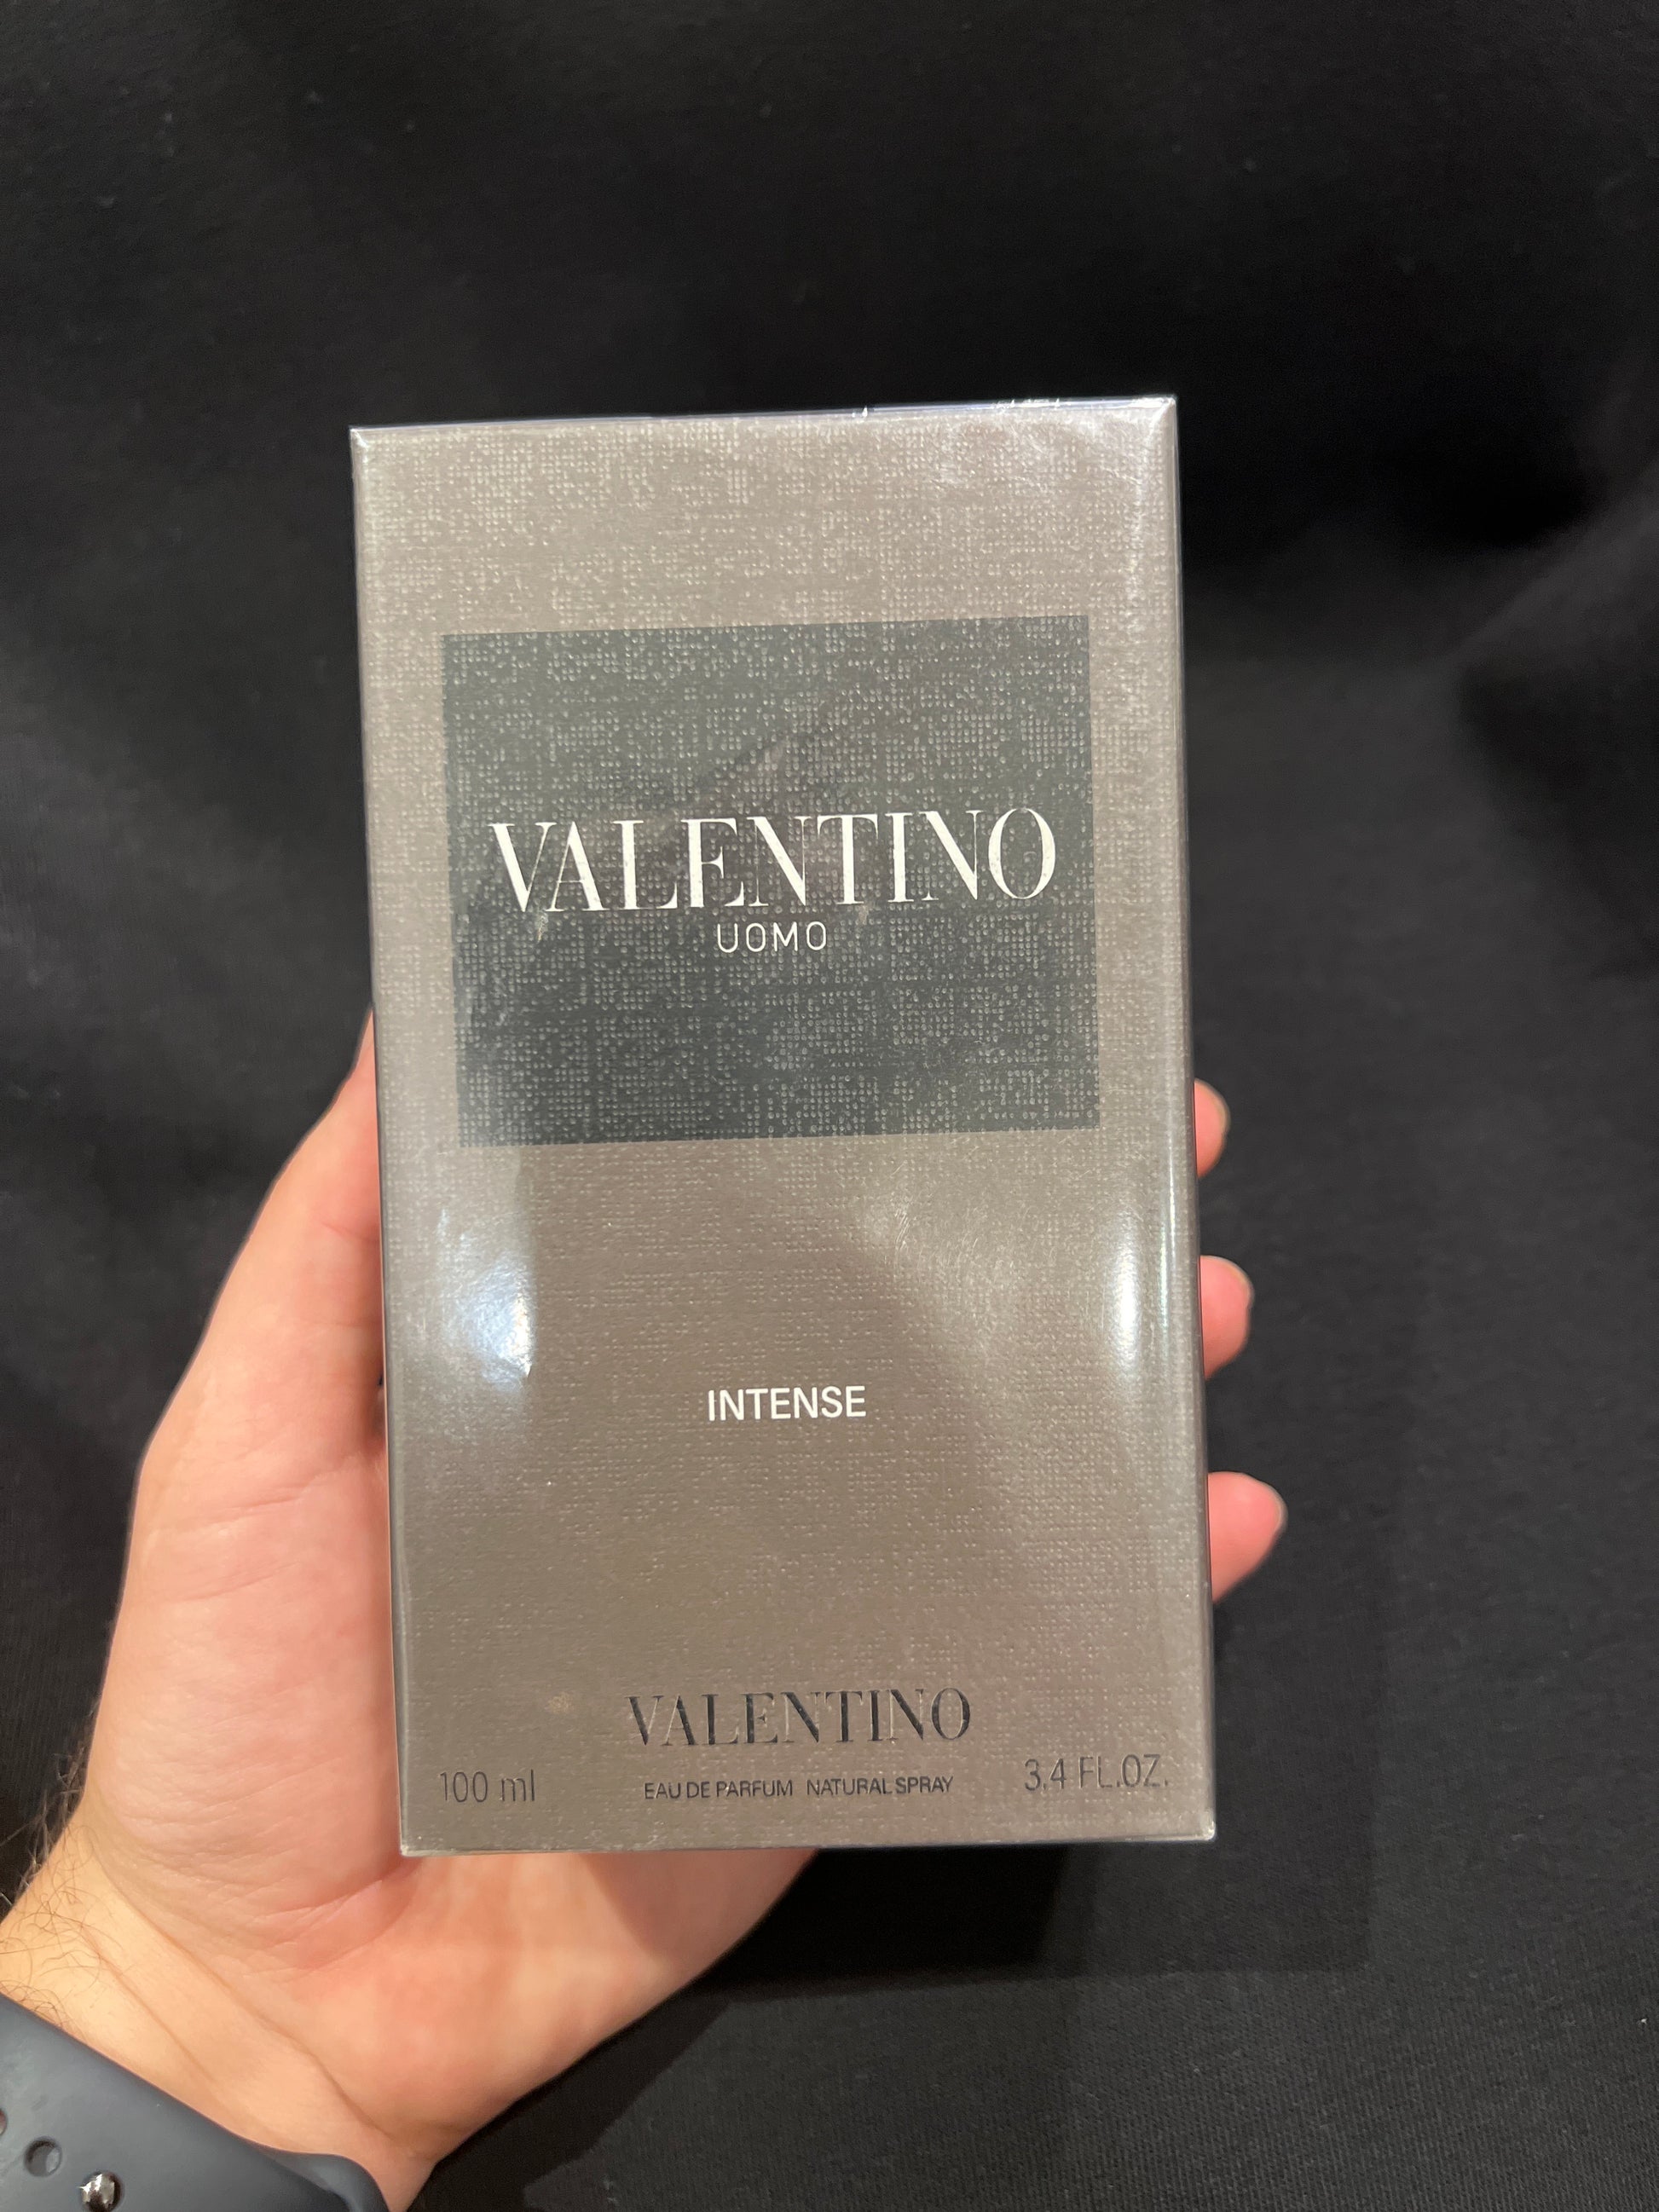 VALENTINO
UOMO
INTENSE
VALENTINO
100 ml EAU DE PARFUM NATURAL SPRAY 3.4 FL.OZ.